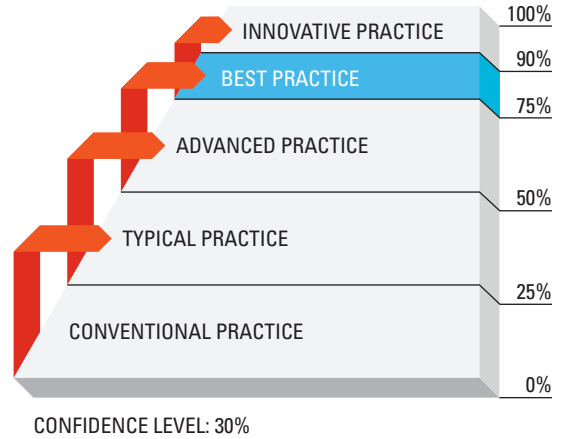 INNOVATIVE PRACTICE
100%
BEST PRACTICE
90%
75%
ADVANCED PRACTICE
50%
TYPICAL PRACTICE
25%
CONVENTIONAL PRACTICE
0%
CONFIDENCE LEVEL: 30%